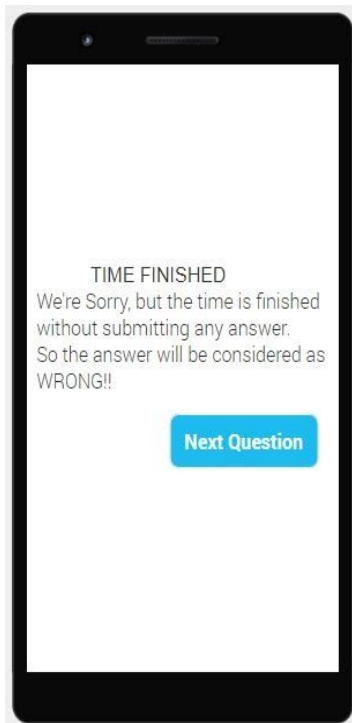 TIME FINISHED
We're Sorry, but the time is finished
without submitting any answer.
So the answer will be considered as
WRONG!!
Next Question